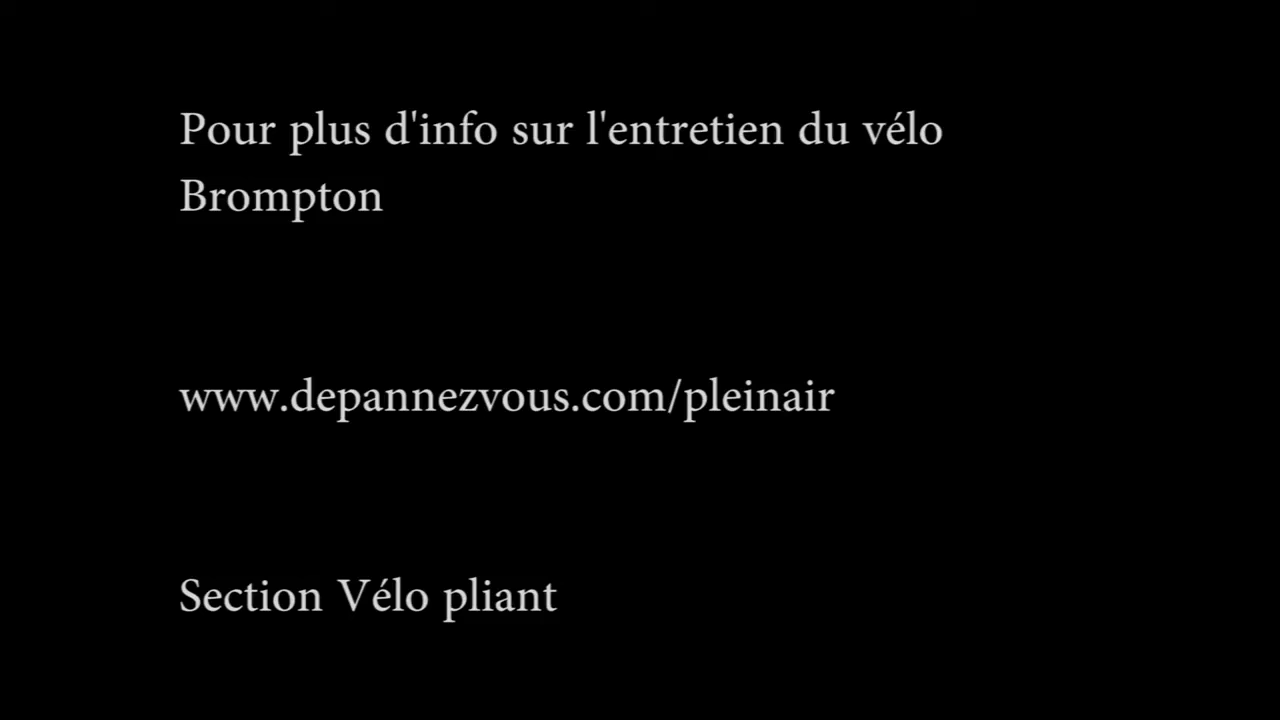 Pour plus d'info sur l'entretien du vélo
Brompton
www.depannezvous.com/pleinair
Section Vélo pliant